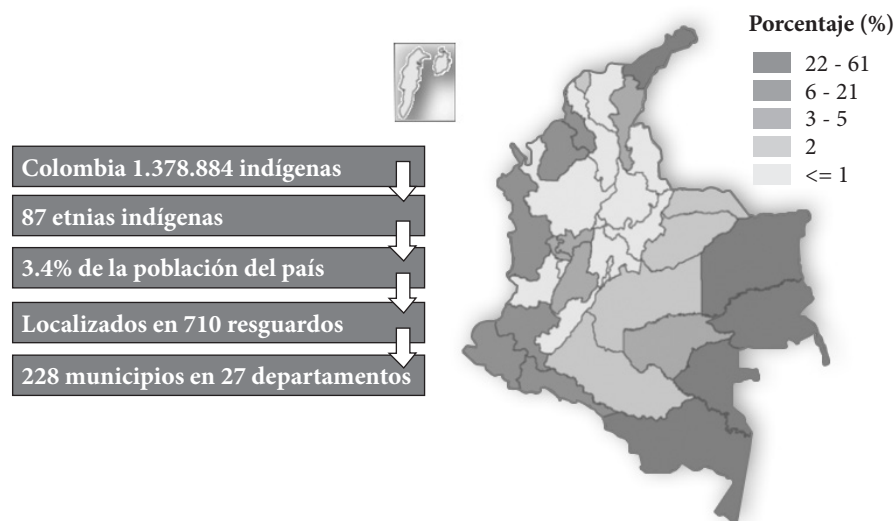 Porcentaje (%)
22 - 61
6 - 21
3 - 5
2
<= 1
Colombia 1.378.884 indígenas
87 etnias indígenas
3.4% de la población del país
Localizados en 710 resguardos
228 municipios en 27 departamentos